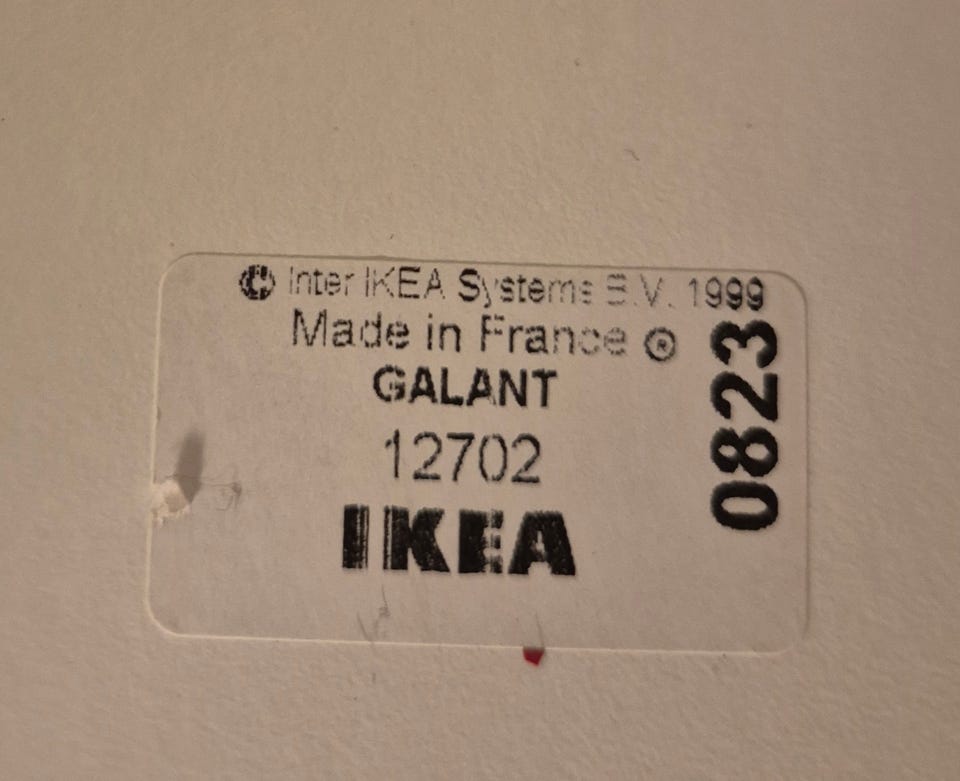 © Inter IKEA Systems B.V. 1999
Made in France ®
GALANT
12702
IKEA
0823